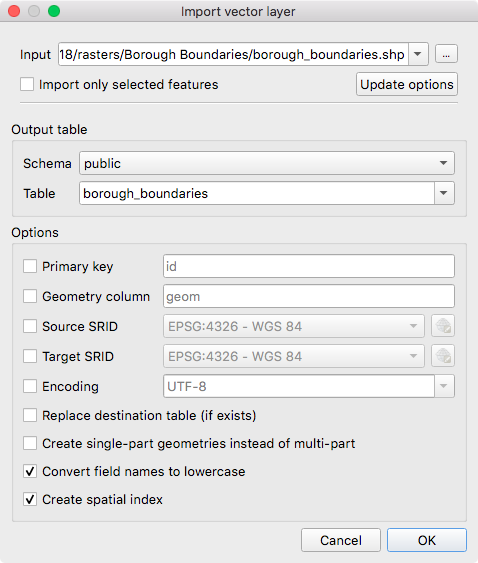 Import vector layer
Input 18/rasters/Borough Boundaries/borough_boundaries.shp ...
Import only selected features Update options
Output table
Schema public
Table borough_boundaries
Options
Primary key id
Geometry column geom
Source SRID EPSG:4326 - WGS 84
Target SRID EPSG:4326 - WGS 84
Encoding UTF-8
Replace destination table (if exists)
Create single-part geometries instead of multi-part
Convert field names to lowercase
Create spatial index
Cancel OK